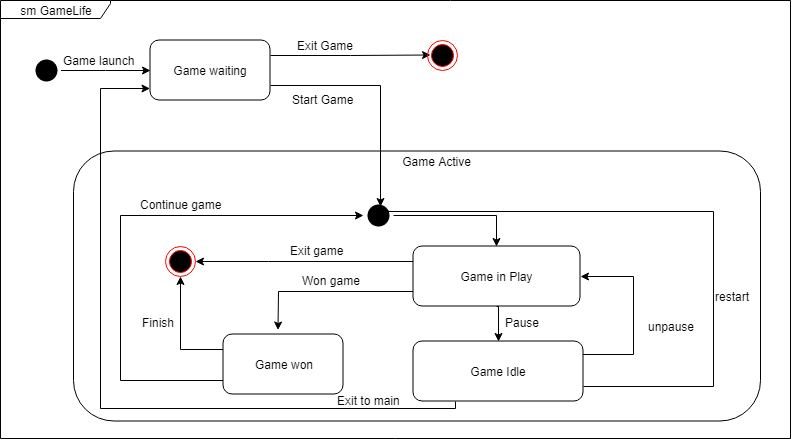 sm GameLife
Game launch
Game waiting
Exit Game
Start Game
Game Active
Continue game
Exit game
Game in Play
Won game
restart
Finish
Pause
unpause
Game won
Game Idle
Exit to main